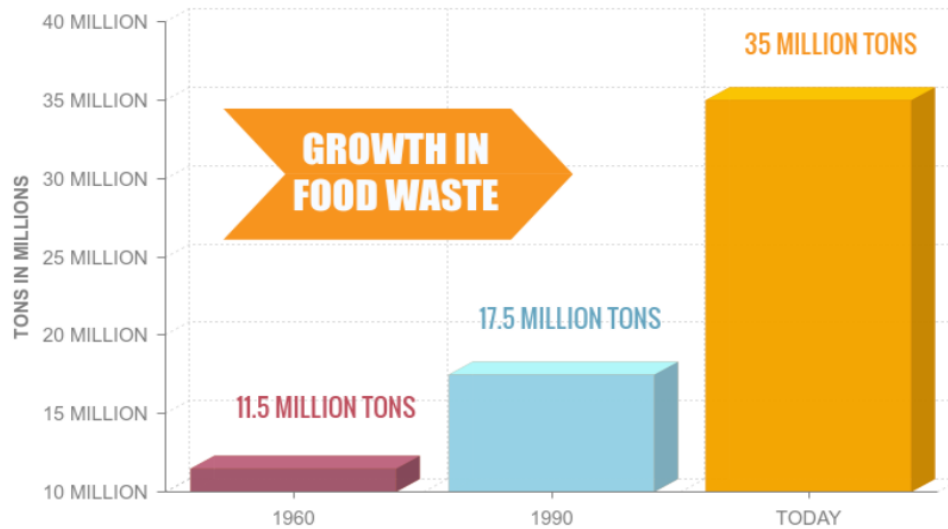 40 MILLION
35 MILLION TONS
35 MILLION
GROWTH IN
FOOD WASTE
30 MILLION
TONS IN MILLIONS
25 MILLION
17.5 MILLION TONS
20 MILLION
11.5 MILLION TONS
15 MILLION
10 MILLION
1960
1990
TODAY